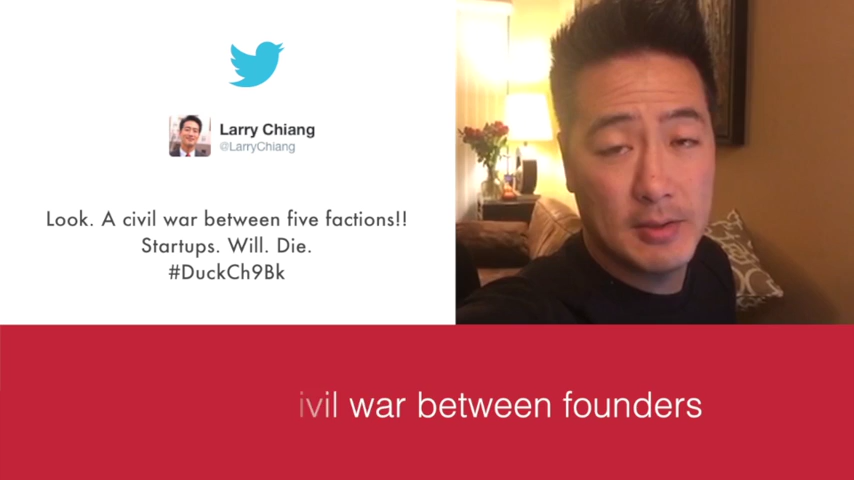 Larry Chiang
@LarryChiang
Look. A civil war between five factions!!
Startups. Will. Die.
#DuckCh9Bk
ivil war between founders